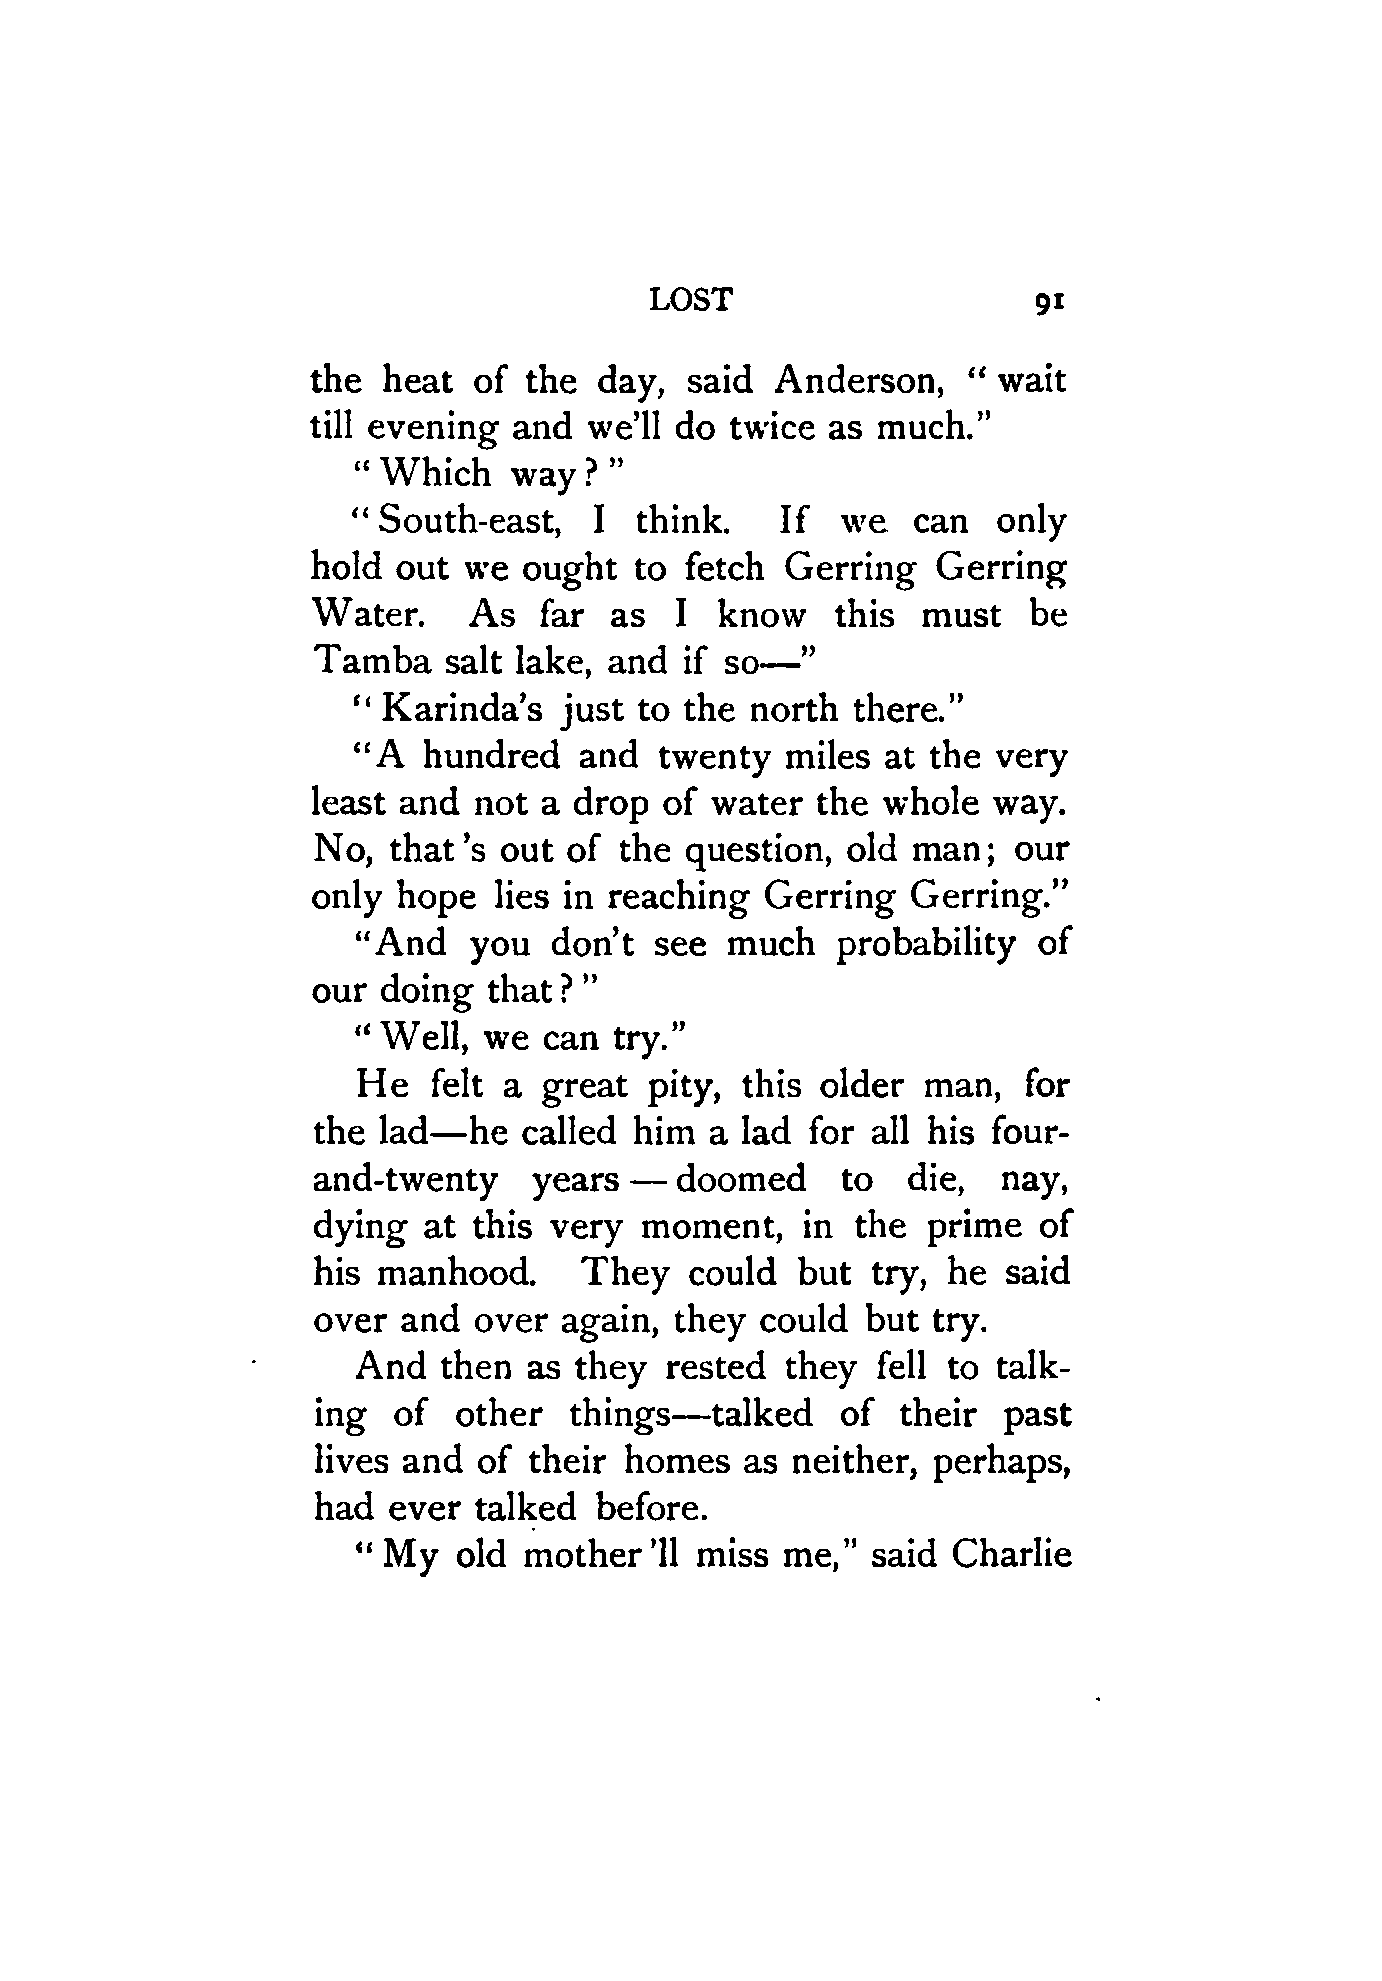 LOST 91
the heat of the day, said Anderson, “ wait
till evening and we’ll do twice as much.”
“ Which way ? ”
“ South-east, I think. If we can only
hold out we ought to fetch Gerring Gerring
Water. As far as I know this must be
Tamba salt lake, and if so—”
“ Karinda’s just to the north there.”
“ A hundred and twenty miles at the very
least and not a drop of water the whole way.
No, that ’s out of the question, old man ; our
only hope lies in reaching Gerring Gerring.”
“And you don’t see much probability of
our doing that ? ”
“ Well, we can try.”
He felt a great pity, this older man, for
the lad—he called him a lad for all his four-
and-twenty years — doomed to die, nay,
dying at this very moment, in the prime of
his manhood. They could but try, he said
over and over again, they could but try.
And then as they rested they fell to talk-
ing of other things—talked of their past
lives and of their homes as neither, perhaps,
had ever talked before.
“ My old mother ’ll miss me,” said Charlie